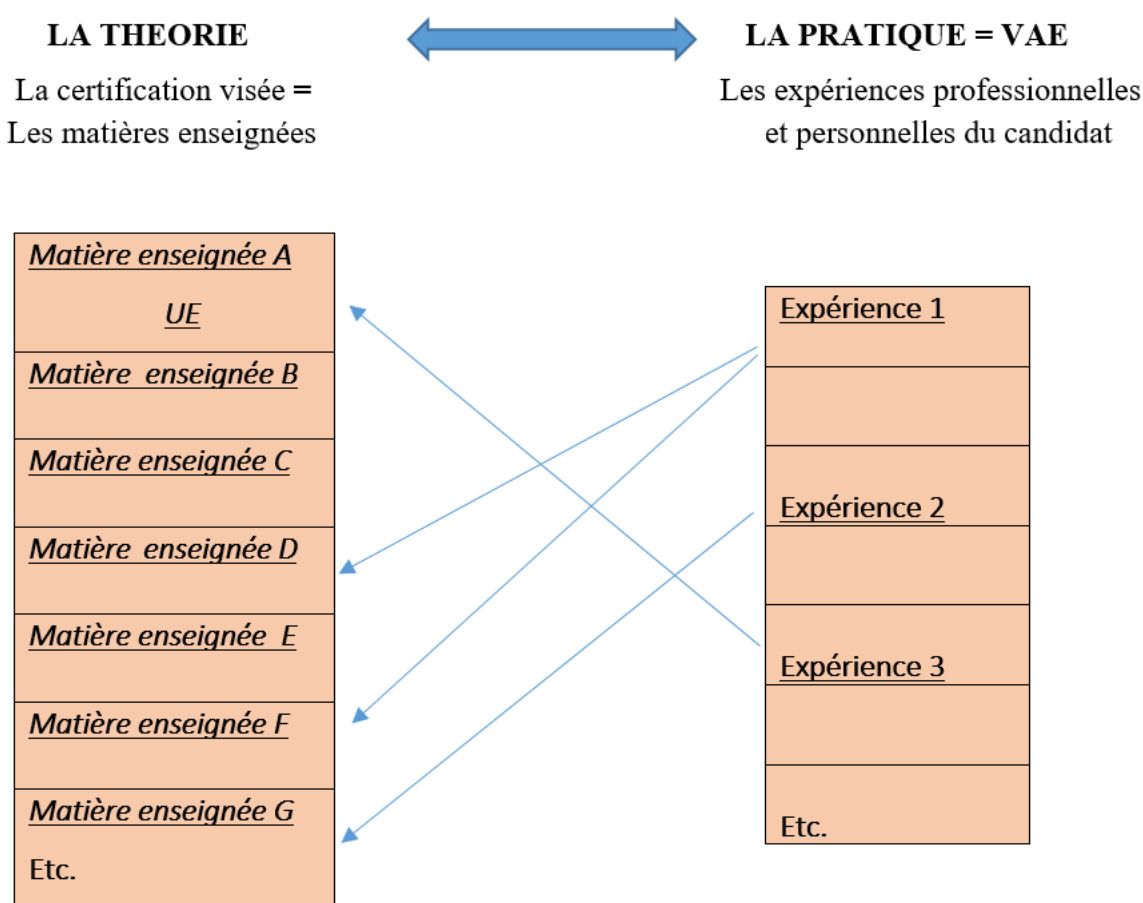 LA THEORIE
La certification visée =
Les matières enseignées
LA PRATIQUE = VAE
Les expériences professionnelles
et personnelles du candidat
Matière enseignée A
UE
Matière enseignée B
Matière enseignée C
Matière enseignée D
Matière enseignée E
Matière enseignée F
Matière enseignée G
Etc.
Expérience 1
Expérience 2
Expérience 3
Etc.